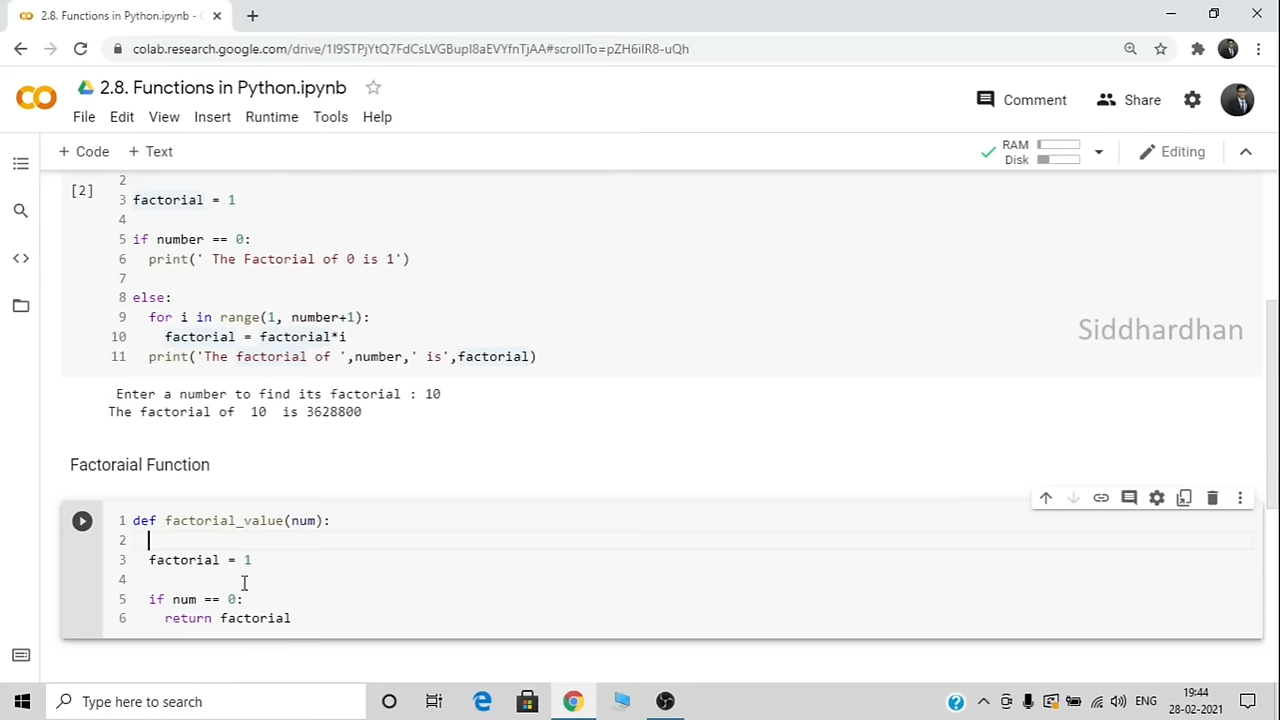 2.8. Functions in Python.ipynb -
colab.research.google.com/drive/1I9STPjYtQ7FdCsLVGBupI8aEVYfnTjAA#scrollTo=pZH6iIR8-uQh
2.8. Functions in Python.ipynb
Comment
Share
File Edit View Insert Runtime Tools Help
+ Code + Text
RAM
Disk
Editing
[2]
2
3 factorial = 1
4
5 if number == 0:
6 print(' The Factorial of 0 is 1')
7
8 else:
9 for i in range(1, number+1):
10 factorial = factorial*i
11 print('The factorial of ',number,' is',factorial)
Siddhardhan
Enter a number to find its factorial : 10
The factorial of 10 is 3628800
Factoraial Function
1 def factorial_value(num):
2
3 factorial = 1
4
5 if num == 0:
6 return factorial
Type here to search
ENG
19:44
28-02-2021